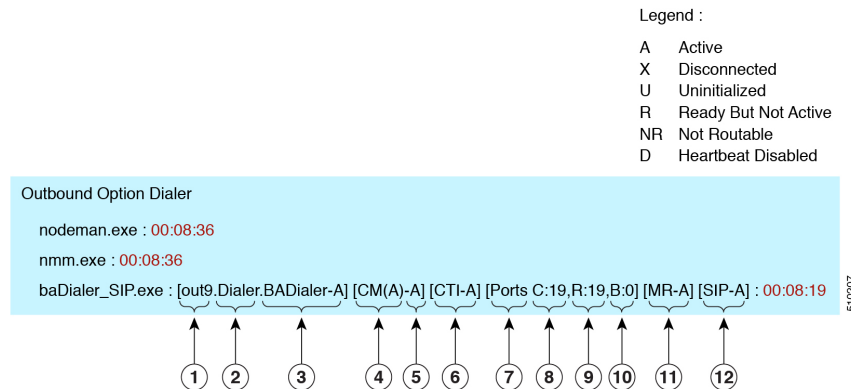 Legend :
A Active
X Disconnected
U Uninitialized
R Ready But Not Active
NR Not Routable
D Heartbeat Disabled
Outbound Option Dialer
nodeman.exe : 00:08:36
nmm.exe : 00:08:36
baDialer_SIP.exe : [out9.Dialer.BADialer-A] [CM(A)-A] [CTI-A] [Ports C:19,R:19,B:0] [MR-A] [SIP-A] : 00:08:19
1 2 3 4 5 6 7 8 9 10 11 12